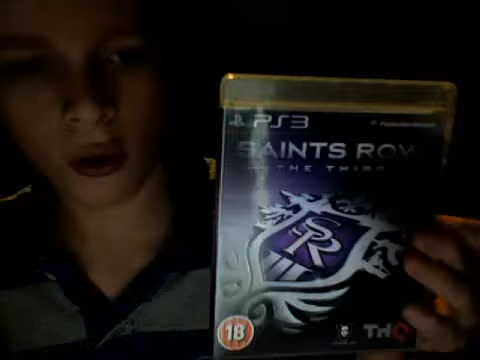 PS3
SAINTS ROW
THE THIRD
SR
18
THQ